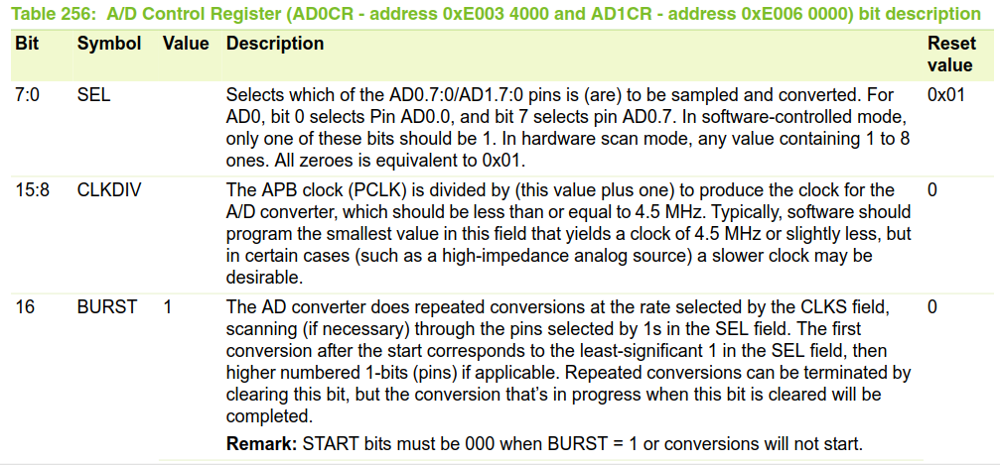 Table 256: A/D Control Register (AD0CR - address 0xE003 4000 and AD1CR - address 0xE006 0000) bit description
Bit Symbol Value Description Reset
value
7:0 SEL Selects which of the AD0.7:0/AD1.7:0 pins is (are) to be sampled and converted. For 0x01
AD0, bit 0 selects Pin AD0.0, and bit 7 selects pin AD0.7. In software-controlled mode,
only one of these bits should be 1. In hardware scan mode, any value containing 1 to 8
ones. All zeroes is equivalent to 0x01.
15:8 CLKDIV The APB clock (PCLK) is divided by (this value plus one) to produce the clock for the 0
A/D converter, which should be less than or equal to 4.5 MHz. Typically, software should
program the smallest value in this field that yields a clock of 4.5 MHz or slightly less, but
in certain cases (such as a high-impedance analog source) a slower clock may be
desirable.
16 BURST 1 The AD converter does repeated conversions at the rate selected by the CLKS field, 0
scanning (if necessary) through the pins selected by 1s in the SEL field. The first
conversion after the start corresponds to the least-significant 1 in the SEL field, then
higher numbered 1-bits (pins) if applicable. Repeated conversions can be terminated by
clearing this bit, but the conversion that's in progress when this bit is cleared will be
completed.
Remark: START bits must be 000 when BURST = 1 or conversions will not start.